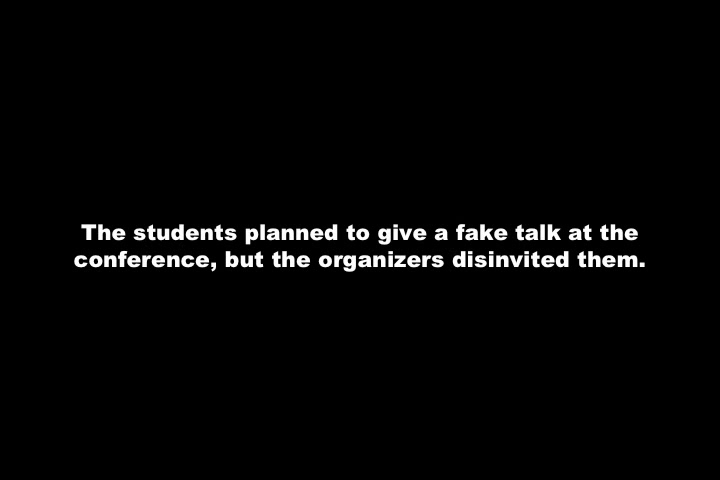 The students planned to give a fake talk at the
conference, but the organizers disinvited them.